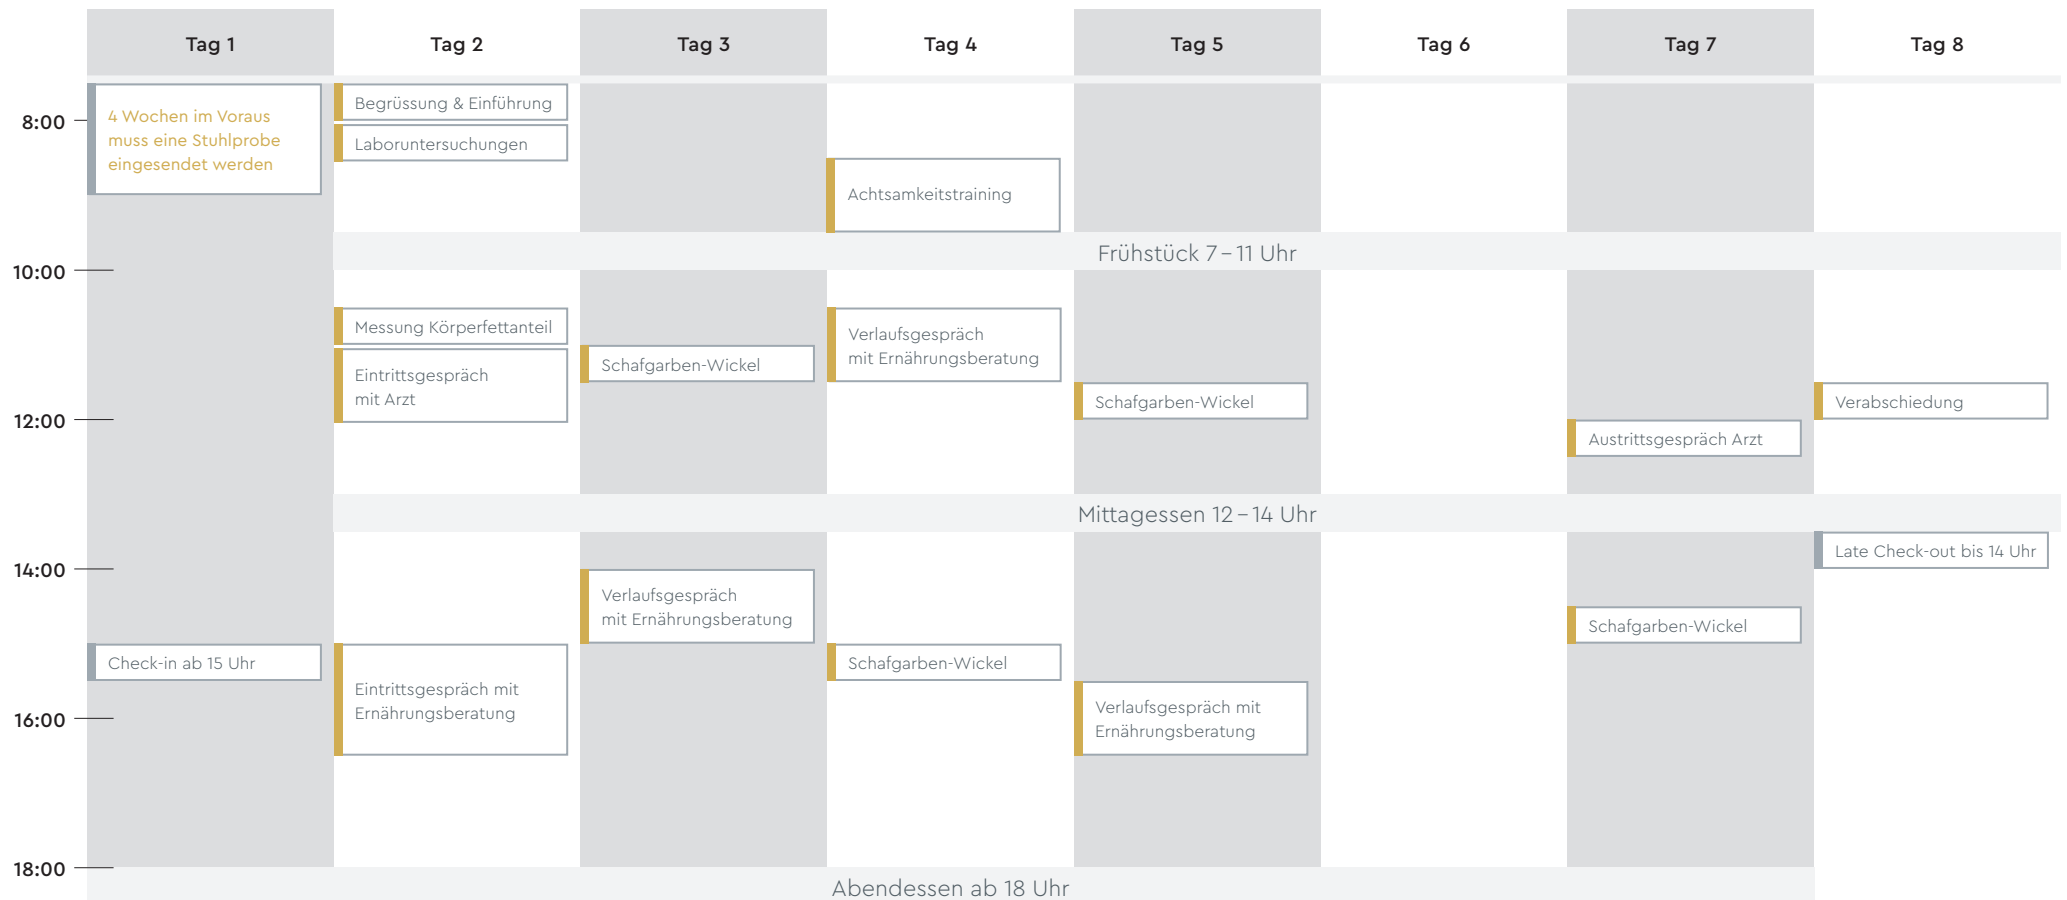 Tag 1
Tag 2
Tag 3
Tag 4
Tag 5
Tag 6
Tag 7
Tag 8
8:00
4 Wochen im Voraus
muss eine Stuhlprobe
eingesendet werden
Begrüssung & Einführung
Laboruntersuchungen
Achtsamkeitstraining
Frühstück 7 – 11 Uhr
10:00
Messung Körperfettanteil
Eintrittsgespräch
mit Arzt
Schafgarben-Wickel
Verlaufsgespräch
mit Ernährungsberatung
Schafgarben-Wickel
Verabschiedung
12:00
Austrittsgespräch Arzt
Mittagessen 12 – 14 Uhr
Late Check-out bis 14 Uhr
14:00
Verlaufsgespräch
mit Ernährungsberatung
Schafgarben-Wickel
Check-in ab 15 Uhr
Eintrittsgespräch mit
Ernährungsberatung
Schafgarben-Wickel
Verlaufsgespräch mit
Ernährungsberatung
16:00
18:00
Abendessen ab 18 Uhr